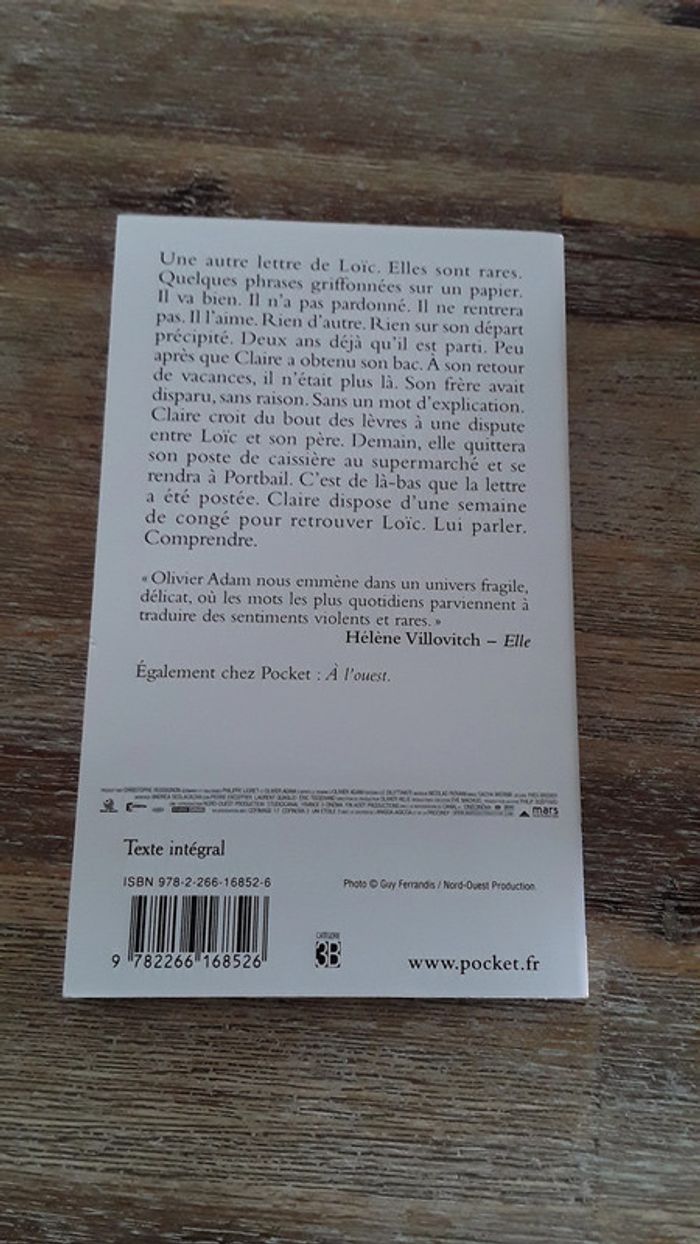 Une autre lettre de Loïc. Elles sont rares.
Quelques phrases griffonnées sur un papier.
Il va bien. Il n'a pas pardonné. Il ne rentrera
pas. Il l'aime. Rien d'autre. Rien sur son départ
précipité. Deux ans déjà qu'il est parti. Peu
après que Claire a obtenu son bac. À son retour
de vacances, il n'était plus là. Son frère avait
disparu, sans raison. Sans un mot d'explication.
Claire croit du bout des lèvres à une dispute
entre Loïc et son père. Demain, elle quittera
son poste de caissière au supermarché et se
rendra à Portbail. C'est de là-bas que la lettre
a été postée. Claire dispose d'une semaine
de congé pour retrouver Loïc. Lui parler.
Comprendre.
« Olivier Adam nous emmène dans un univers fragile,
délicat, où les mots les plus quotidiens parviennent à
traduire des sentiments violents et rares. »
Hélène Villovitch – Elle
Également chez Pocket : À l'ouest.
mars
Texte intégral
ISBN 978-2-266-16852-6
Photo © Guy Ferrandis / Nord-Ouest Production.
9 782266 168526
CATÉGORIE
3B
www.pocket.fr